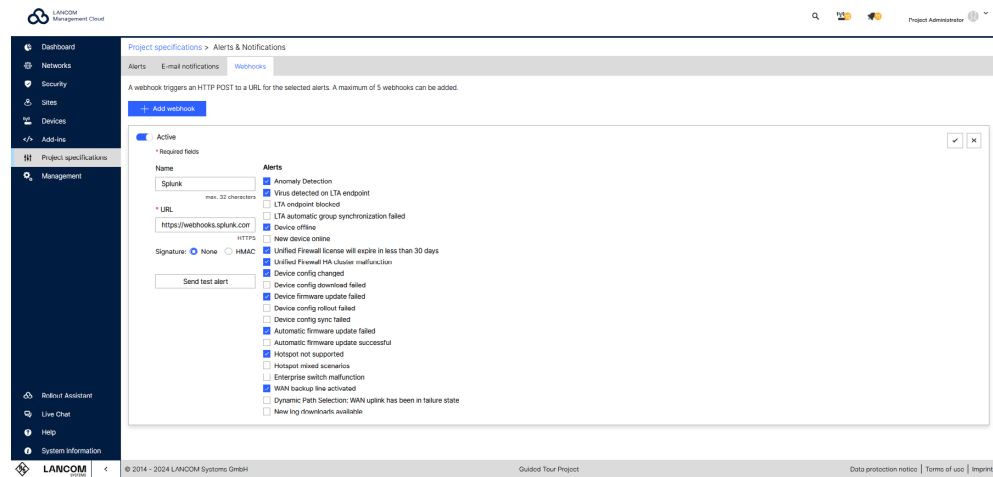 LANCOM
Management Cloud
Project Administrator
Dashboard
Networks
Security
Sites
Devices
Add-ins
Project specifications
Management
Rollout Assistant
Live Chat
Help
System Information
LANCOM
SYSTEMS
Project specifications > Alerts & Notifications
Alerts E-mail notifications Webhooks
A webhook triggers an HTTP POST to a URL for the selected alerts. A maximum of 5 webhooks can be added.
+ Add webhook
Active
* Required fields
Name
Splunk
max. 32 characters
* URL
https://webhooks.splunk.com
HTTPS
Signature: None HMAC
Send test alert
Alerts
Anomaly Detection
Virus detected on LTA endpoint
LTA endpoint blocked
LTA automatic group synchronization failed
Device offline
New device online
Unified Firewall license will expire in less than 30 days
Unified Firewall HA cluster malfunction
Device config changed
Device config download failed
Device firmware update failed
Device config rollout failed
Device config sync failed
Automatic firmware update failed
Automatic firmware update successful
Hotspot not supported
Hotspot mixed scenarios
Enterprise switch malfunction
WAN backup line activated
Dynamic Path Selection: WAN uplink has been in failure state
New log downloads available
© 2014 - 2024 LANCOM Systems GmbH
Guided Tour Project
Data protection notice | Terms of use | Imprint